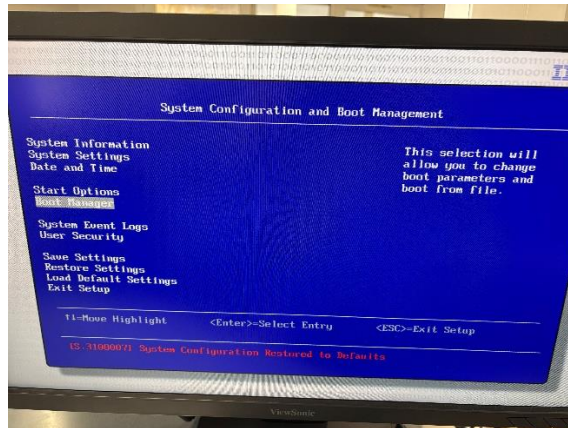 System Configuration and Boot Management
System Information
System Settings
Date and Time
Start Options
Boot Manager
System Event Logs
User Security
Save Settings
Restore Settings
Load Default Settings
Exit Setup
This selection will
allow you to change
boot parameters and
boot from file.
↑↓=Move Highlight
<Enter>=Select Entry
<ESC>=Exit Setup
[S.3100007] System Configuration Restored to Defaults
ViewSonic